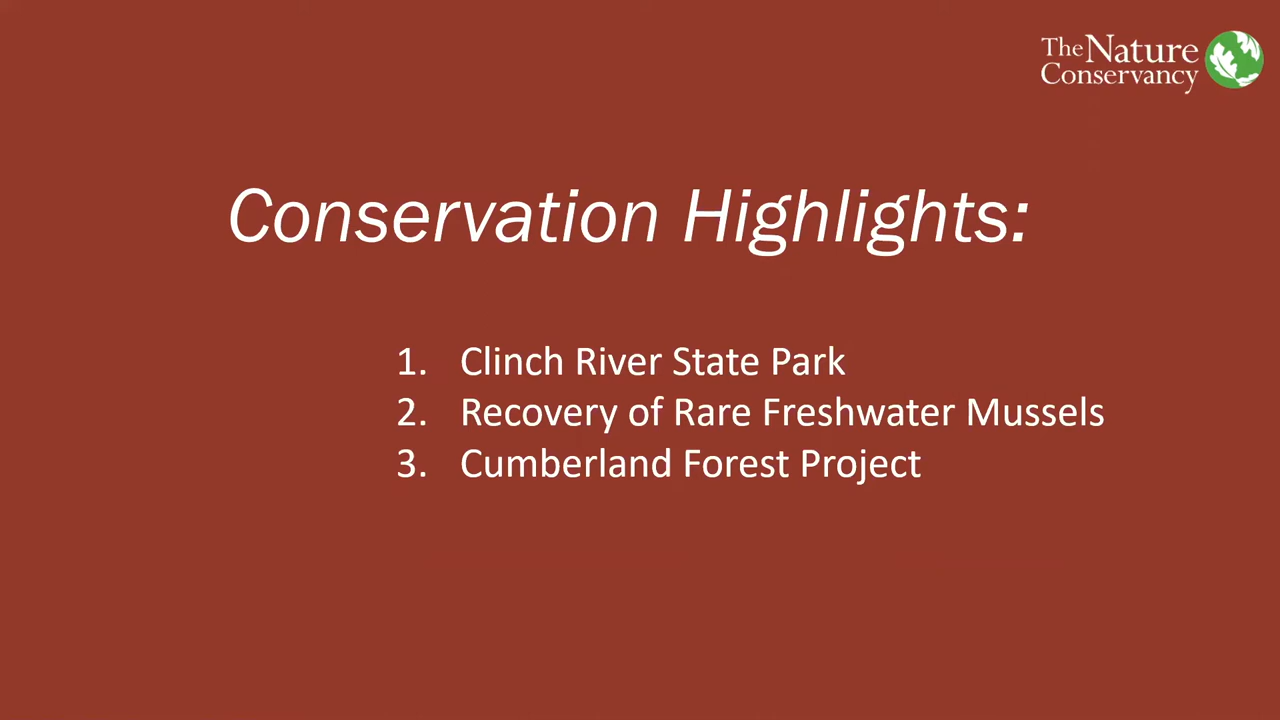 The Nature
Conservancy
Conservation Highlights:
1. Clinch River State Park
2. Recovery of Rare Freshwater Mussels
3. Cumberland Forest Project